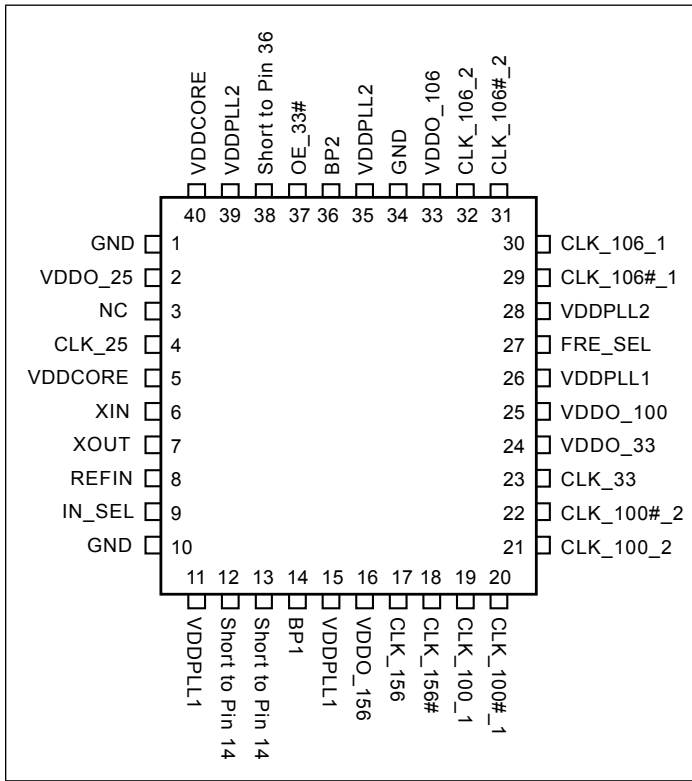 VDDCORE
VDDPLL2
Short to Pin 36
OE_33#
BP2
VDDPLL2
GND
VDDO_106
CLK_106_2
CLK_106#_2
40 39 38 37 36 35 34 33 32 31
GND 1
VDDO_25 2
NC 3
CLK_25 4
VDDCORE 5
XIN 6
XOUT 7
REFIN 8
IN_SEL 9
GND 10
30 CLK_106_1
29 CLK_106#_1
28 VDDPLL2
27 FRE_SEL
26 VDDPLL1
25 VDDO_100
24 VDDO_33
23 CLK_33
22 CLK_100#_2
21 CLK_100_2
11 12 13 14 15 16 17 18 19 20
VDDPLL1
Short to Pin 14
Short to Pin 14
BP1
VDDPLL1
VDDO_156
CLK_156
CLK_156#
CLK_100_1
CLK_100#_1